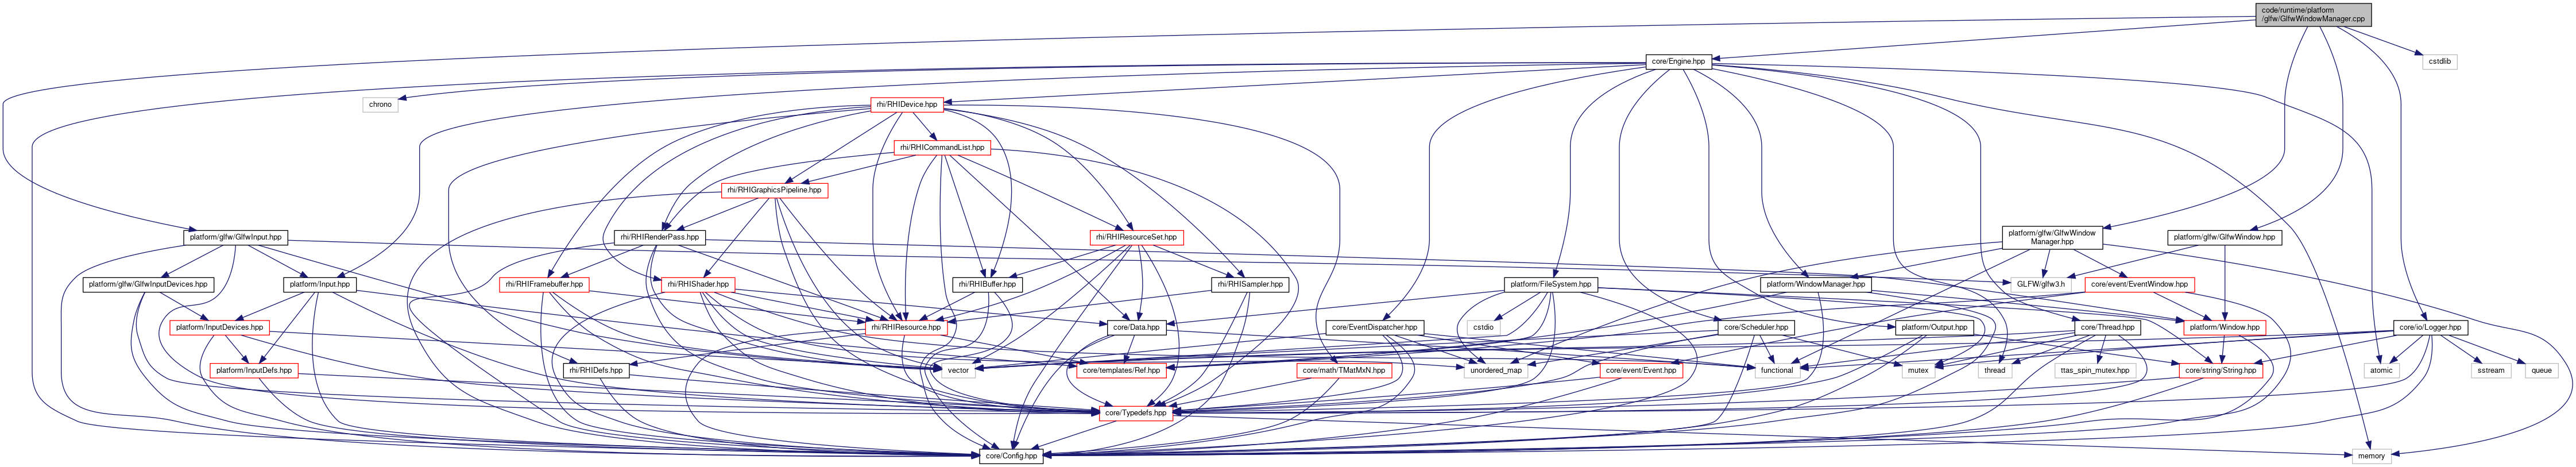 code/runtime/platform
/glfw/GlfwWindowManager.cpp
core/Engine.hpp
cstdlib
chrono
rhi/RHIDevice.hpp
rhi/RHICommandList.hpp
rhi/RHIGraphicsPipeline.hpp
platform/glfw/GlfwInput.hpp
rhi/RHIRenderPass.hpp
rhi/RHIResourceSet.hpp
platform/glfw/GlfwWindow
Manager.hpp
platform/glfw/GlfwWindow.hpp
platform/glfw/GlfwInputDevices.hpp
platform/Input.hpp
rhi/RHIFramebuffer.hpp
rhi/RHIShader.hpp
rhi/RHIBuffer.hpp
rhi/RHISampler.hpp
platform/FileSystem.hpp
platform/WindowManager.hpp
GLFW/glfw3.h
core/event/EventWindow.hpp
platform/InputDevices.hpp
rhi/RHIResource.hpp
core/Data.hpp
cstdio
core/EventDispatcher.hpp
core/Scheduler.hpp
platform/Output.hpp
core/Thread.hpp
platform/Window.hpp
core/io/Logger.hpp
platform/InputDefs.hpp
rhi/RHIDefs.hpp
vector
core/templates/Ref.hpp
core/math/TMatMxN.hpp
unordered_map
core/event/Event.hpp
functional
mutex
thread
ttas_spin_mutex.hpp
core/string/String.hpp
atomic
sstream
queue
core/Typedefs.hpp
core/Config.hpp
memory